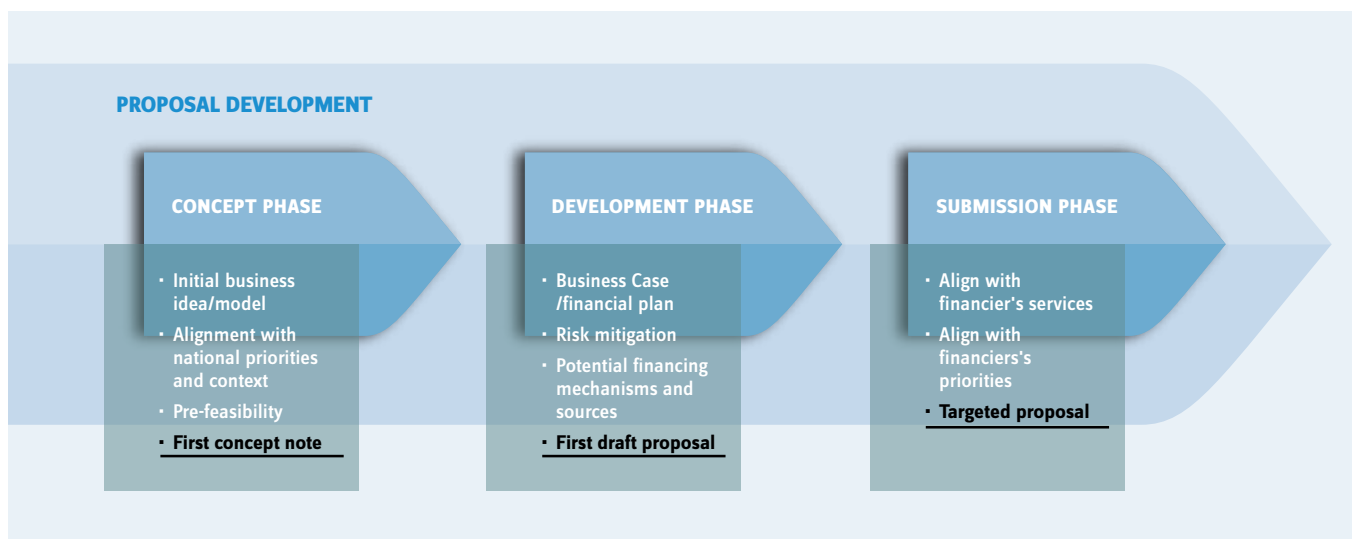 PROPOSAL DEVELOPMENT
CONCEPT PHASE
· Initial business
idea/model
· Alignment with
national priorities
and context
· Pre-feasibility
· First concept note
DEVELOPMENT PHASE
· Business Case
/financial plan
· Risk mitigation
· Potential financing
mechanisms and
sources
· First draft proposal
SUBMISSION PHASE
· Align with
financier's services
· Align with
financiers's
priorities
· Targeted proposal